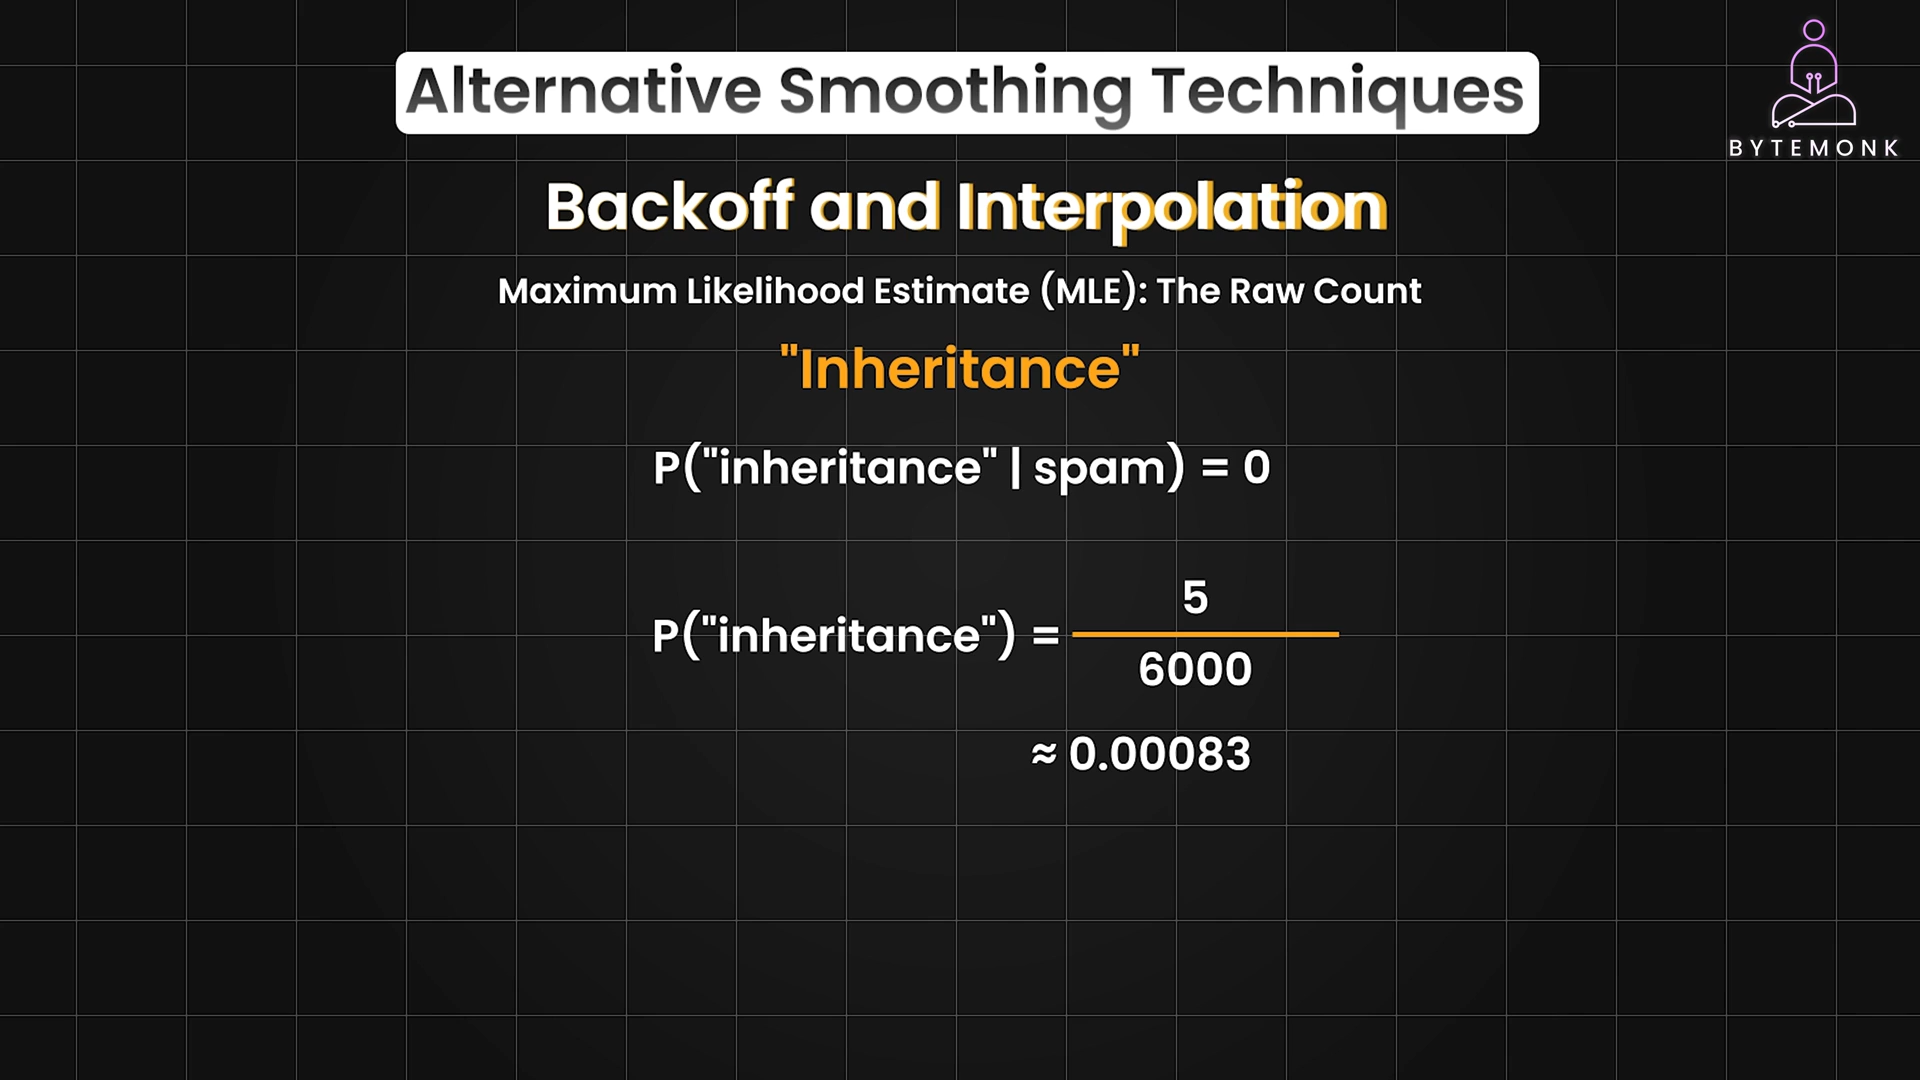 Alternative Smoothing Techniques
BYTEMONK
Backoff and Interpolation
Maximum Likelihood Estimate (MLE): The Raw Count
"Inheritance"
P("inheritance" | spam) = 0
P("inheritance") =
5
6000
≈ 0.00083